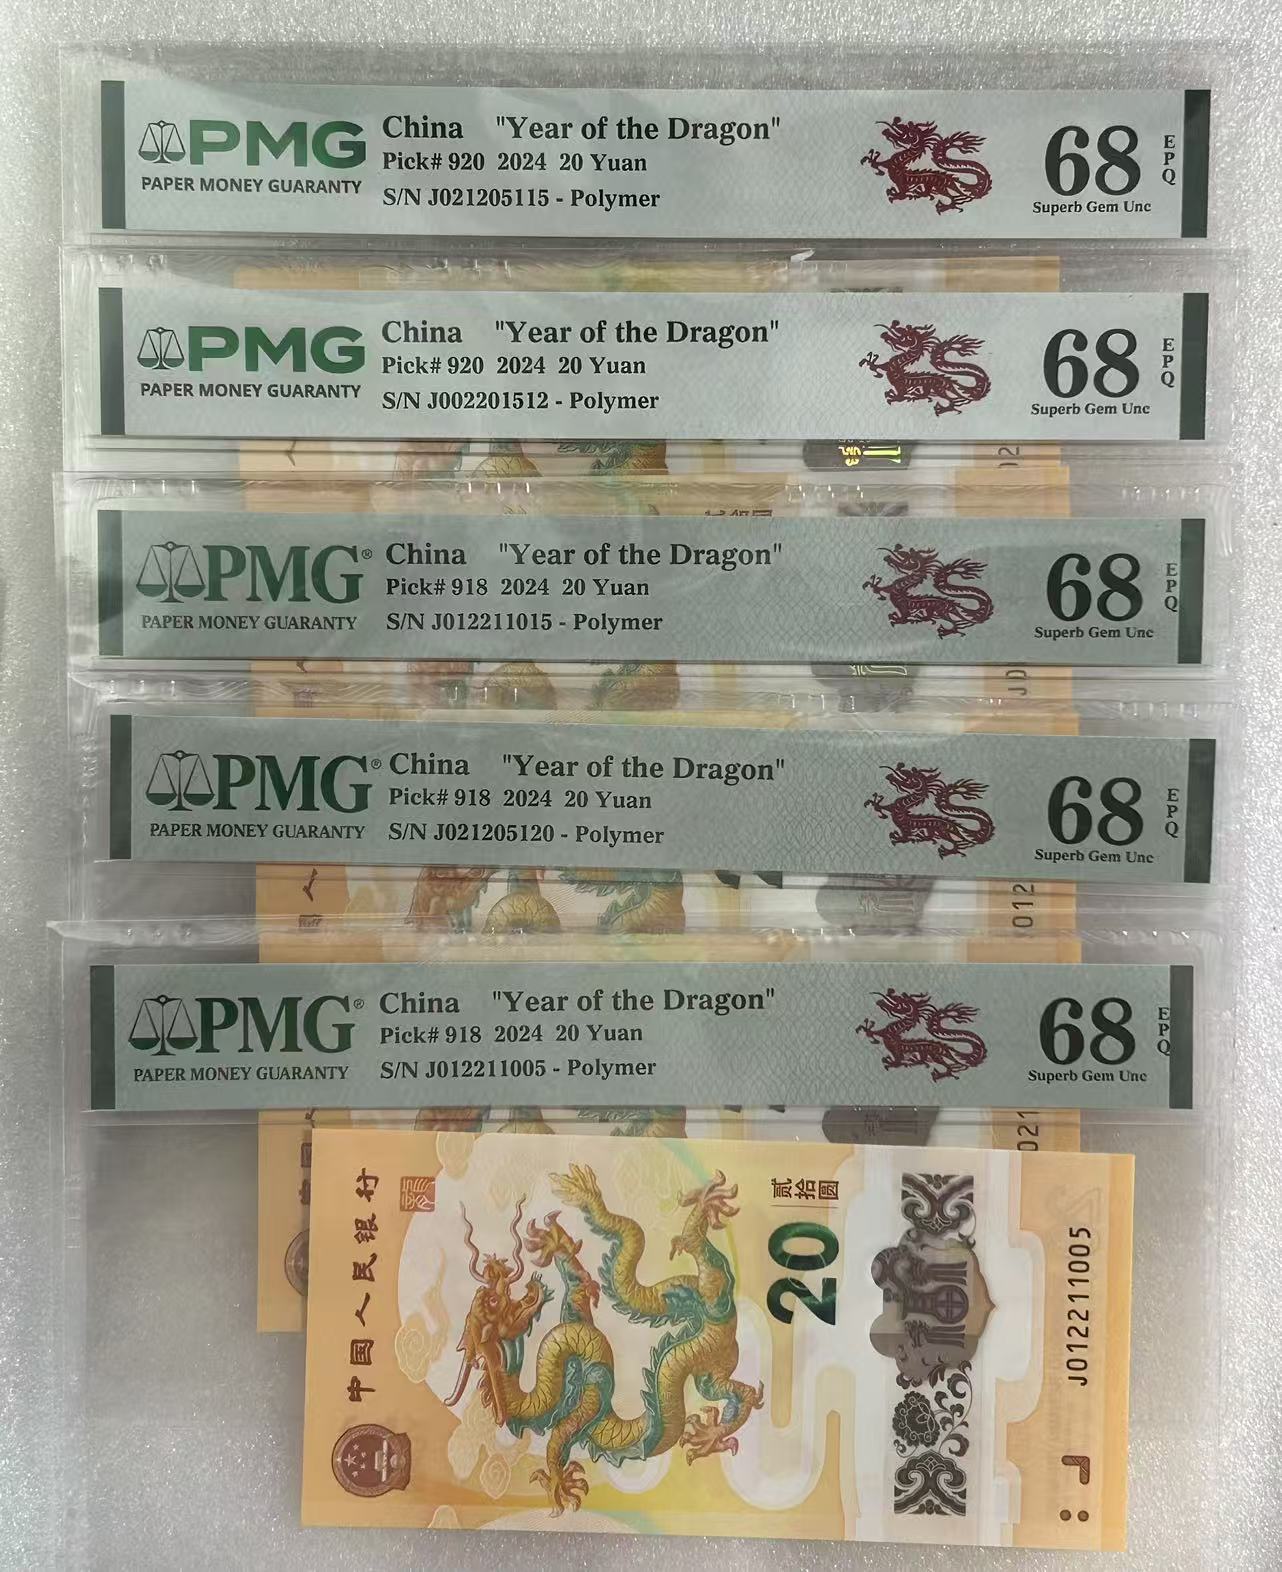 PMG
PAPER MONEY GUARANTY
China "Year of the Dragon"
Pick# 920 2024 20 Yuan
S/N J021205115 - Polymer
68
EPQ
Superb Gem Unc
PMG
PAPER MONEY GUARANTY
China "Year of the Dragon"
Pick# 920 2024 20 Yuan
S/N J002201512 - Polymer
68
EPQ
Superb Gem Unc
PMG®
PAPER MONEY GUARANTY
China "Year of the Dragon"
Pick# 918 2024 20 Yuan
S/N J012211015 - Polymer
68
EPQ
Superb Gem Unc
PMG®
PAPER MONEY GUARANTY
China "Year of the Dragon"
Pick# 918 2024 20 Yuan
S/N J021205120 - Polymer
68
EPQ
Superb Gem Unc
012
PMG®
PAPER MONEY GUARANTY
China "Year of the Dragon"
Pick# 918 2024 20 Yuan
S/N J012211005 - Polymer
68
EPQ
Superb Gem Unc
021
中国人民银行
贰拾圆
20
福
J012211005